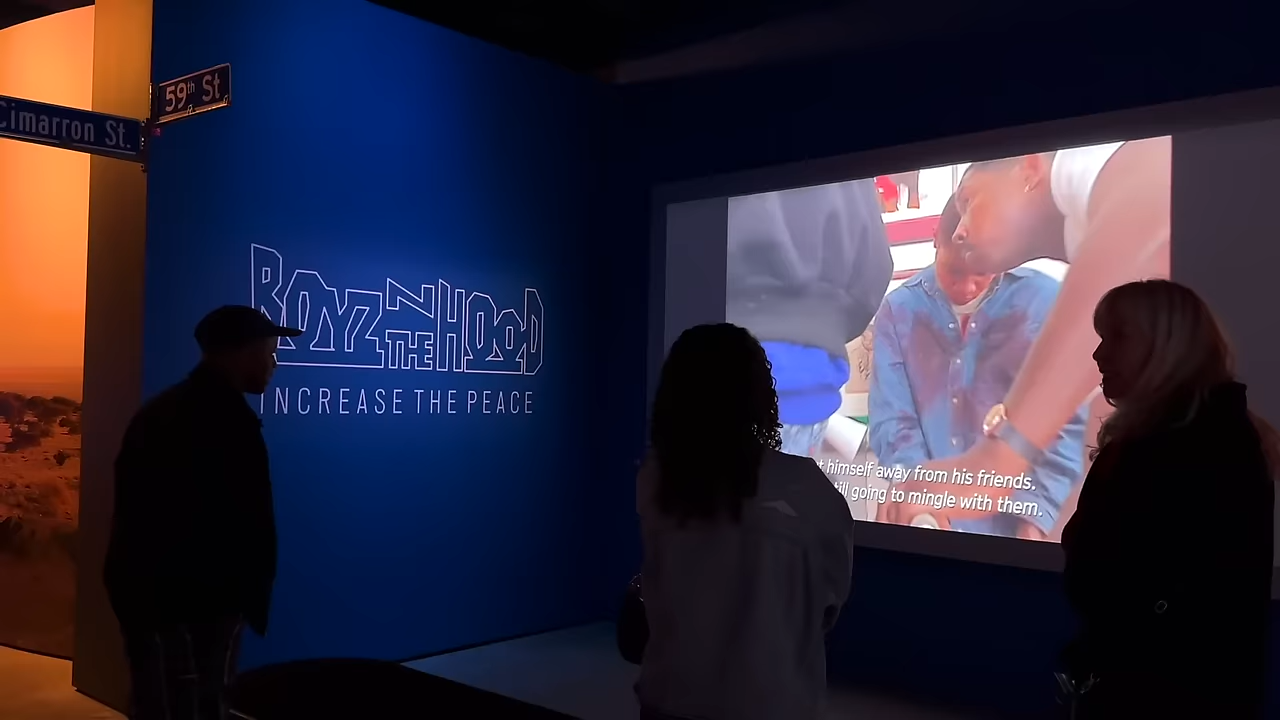 Cimarron St.
59th St
BOYZ N THE HOOD
INCREASE THE PEACE
himself away from his friends.
going to mingle with them.